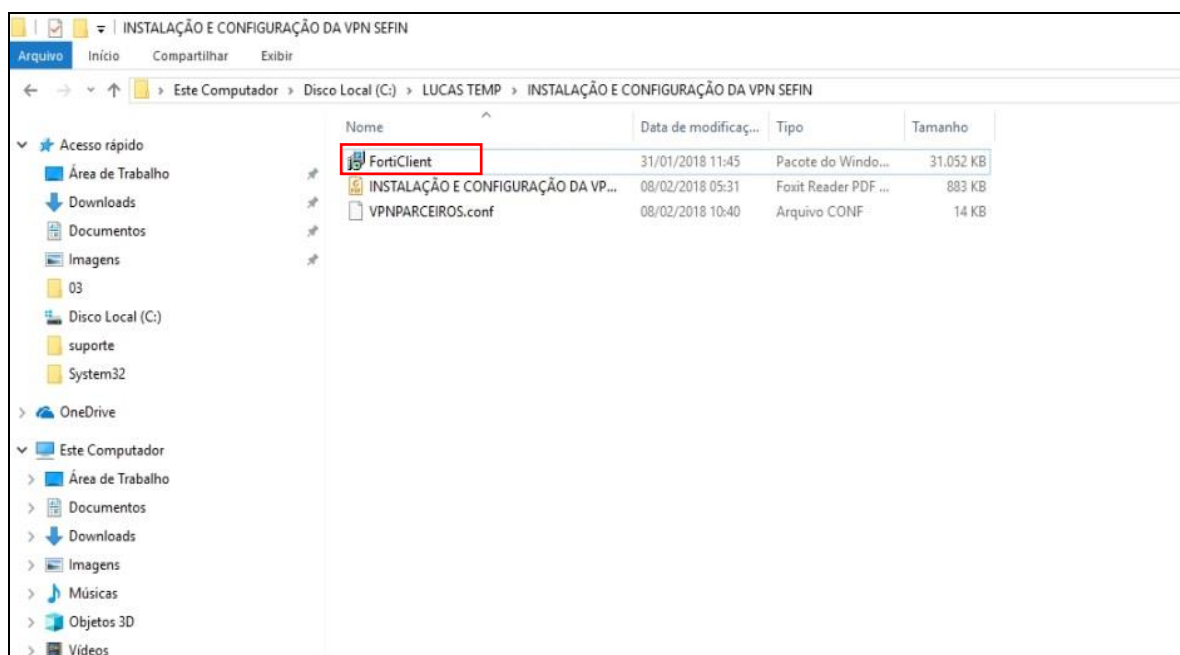 INSTALAÇÃO E CONFIGURAÇÃO DA VPN SEFIN
Arquivo Início Compartilhar Exibir
Este Computador > Disco Local (C:) > LUCAS TEMP > INSTALAÇÃO E CONFIGURAÇÃO DA VPN SEFIN
Nome Data de modificaç... Tipo Tamanho
FortiClient 31/01/2018 11:45 Pacote do Windo... 31.052 KB
INSTALAÇÃO E CONFIGURAÇÃO DA VP... 08/02/2018 05:31 Foxit Reader PDF ... 883 KB
VPNPARCEIROS.conf 08/02/2018 10:40 Arquivo CONF 14 KB
Acesso rápido
Área de Trabalho
Downloads
Documentos
Imagens
03
Disco Local (C:)
suporte
System32
OneDrive
Este Computador
Área de Trabalho
Documentos
Downloads
Imagens
Músicas
Objetos 3D
Vídeos